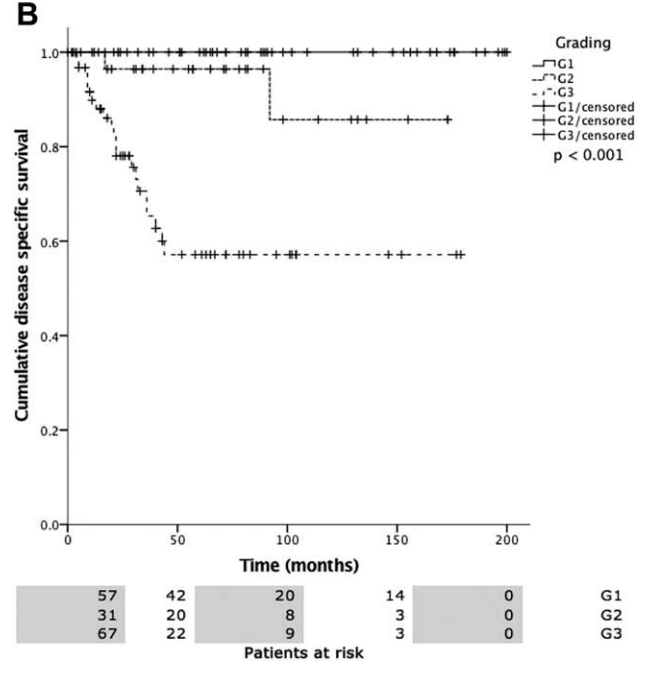 B
Cumulative disease specific survival
1.0
0.8
0.6
0.4
0.2
0.0
0 50 100 150 200
Time (months)
Grading
G1
G2
G3
G1/censored
G2/censored
G3/censored
p < 0.001
57 42 20 14 0 G1
31 20 8 3 0 G2
67 22 9 3 0 G3
Patients at risk